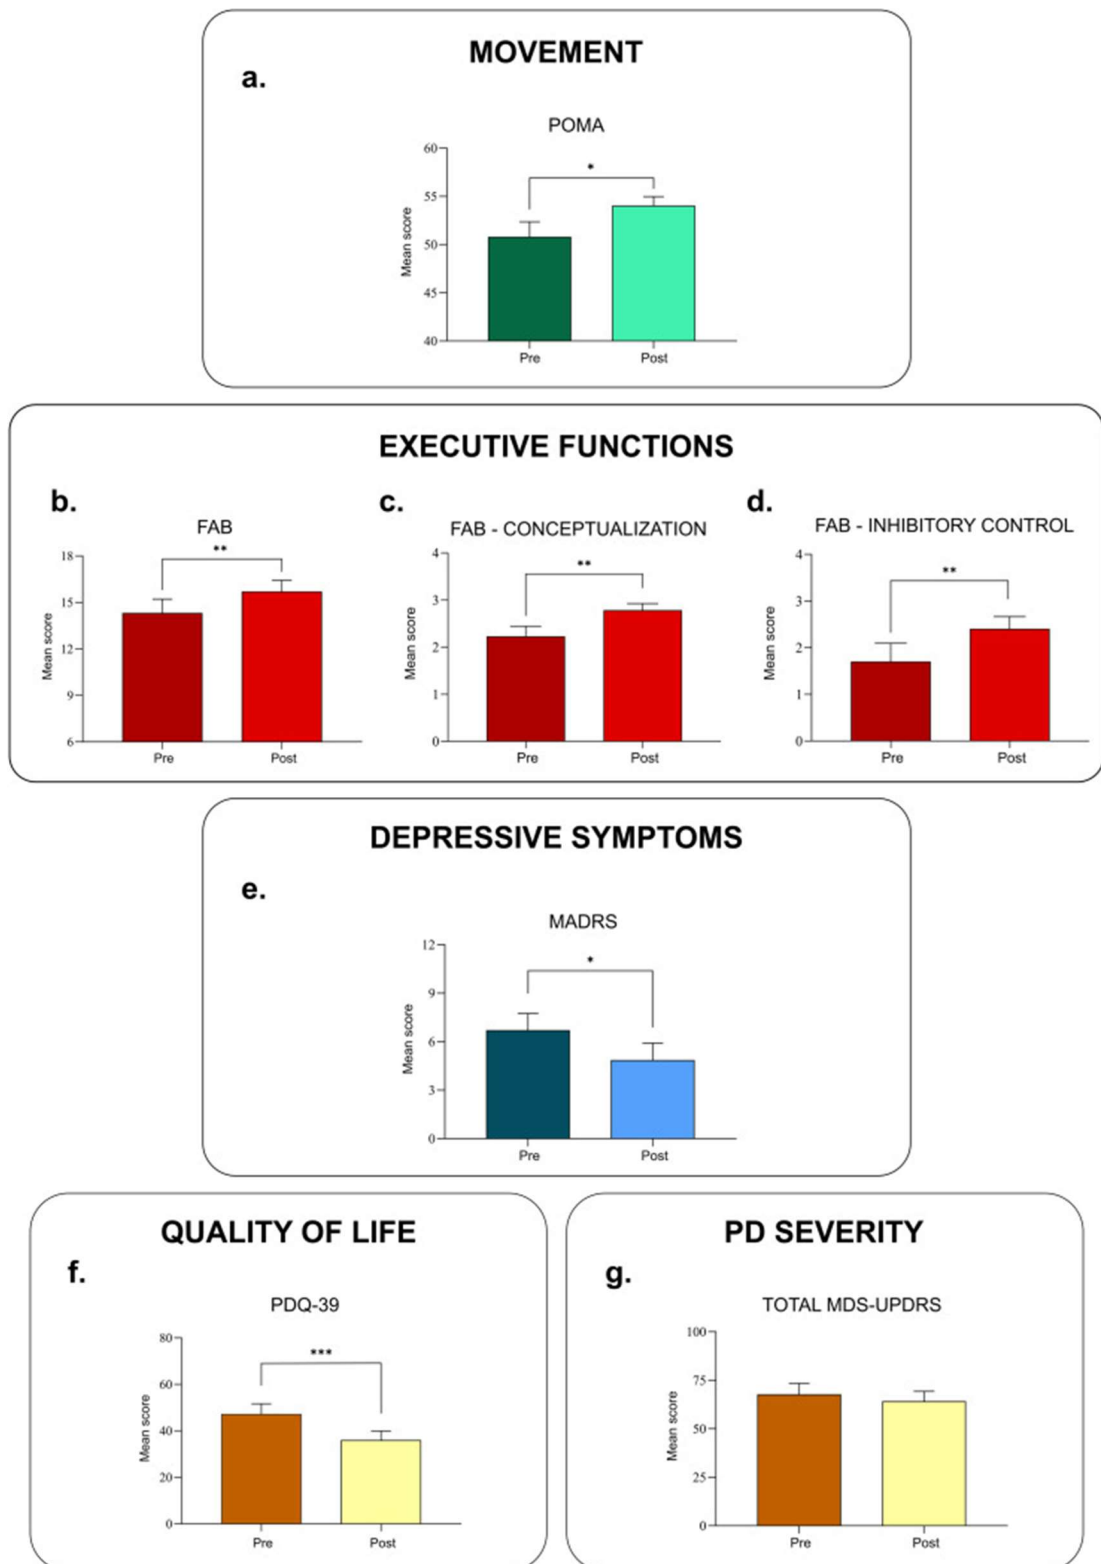 MOVEMENT
a.
POMA
60
55
50
45
40
Mean score
*
Pre Post
EXECUTIVE FUNCTIONS
b.
FAB
18
15
12
9
6
Mean score
**
Pre Post
c.
FAB - CONCEPTUALIZATION
4
3
2
1
0
Mean score
**
Pre Post
d.
FAB - INHIBITORY CONTROL
4
3
2
1
0
Mean score
**
Pre Post
DEPRESSIVE SYMPTOMS
e.
MADRS
12
9
6
3
0
Mean score
*
Pre Post
QUALITY OF LIFE
f.
PDQ-39
80
60
40
20
0
Mean score
***
Pre Post
PD SEVERITY
g.
TOTAL MDS-UPDRS
100
75
50
25
0
Mean score
Pre Post